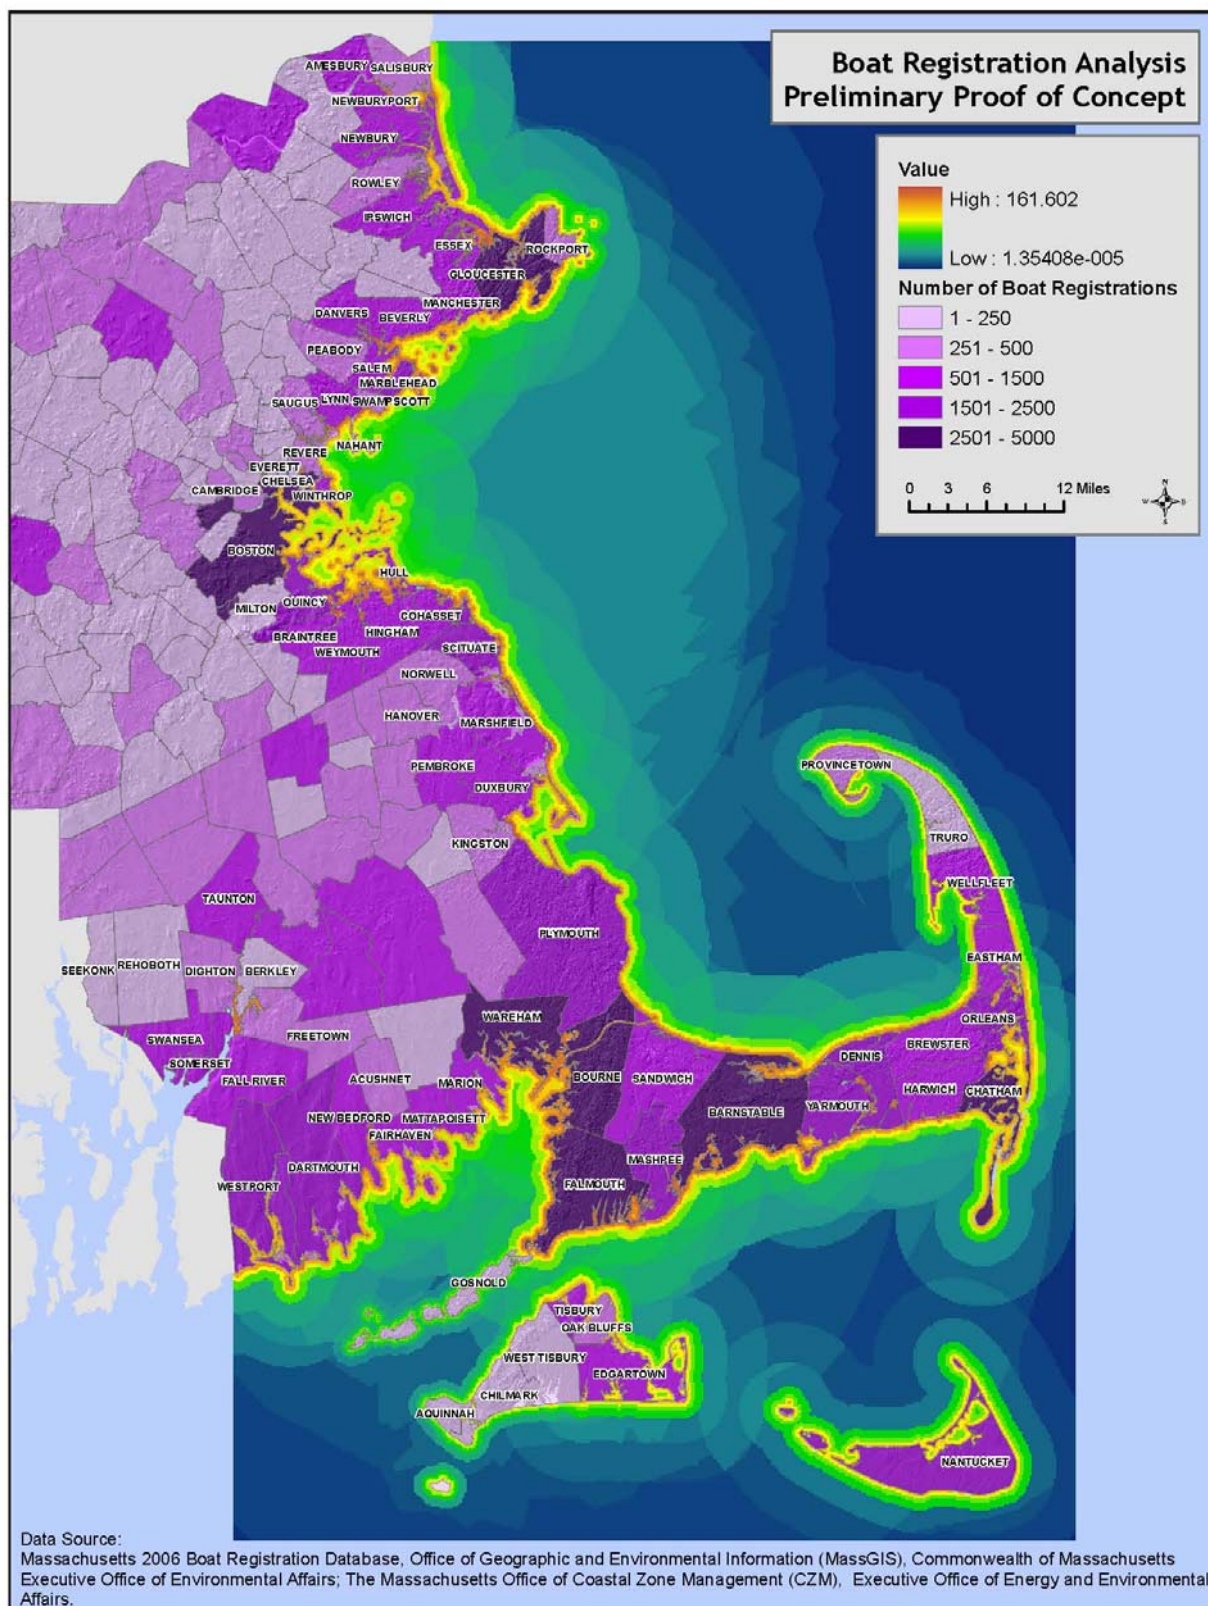 Boat Registration Analysis
Preliminary Proof of Concept
Value
High : 161.602
Low : 1.35408e-005
Number of Boat Registrations
1 - 250
251 - 500
501 - 1500
1501 - 2500
2501 - 5000
0 3 6 12 Miles
N
W E
S
AMESBURY
SALISBURY
NEWBURYPORT
NEWBURY
ROWLEY
IPSWICH
ESSEX
ROCKPORT
GLOUCESTER
MANCHESTER
DANVERS
BEVERLY
PEABODY
SALEM
MARBLEHEAD
SAUGUS
LYNN
SWAMPSCOTT
NAHANT
REVERE
EVERETT
CHELSEA
CAMBRIDGE
WINTHROP
BOSTON
HULL
MILTON
QUINCY
COHASSET
BRAINTREE
HINGHAM
WEYMOUTH
SCITUATE
NORWELL
HANOVER
MARSHFIELD
PEMBROKE
DUXBURY
KINGSTON
PROVINCETOWN
TRURO
WELLFLEET
TAUNTON
PLYMOUTH
EASTHAM
SEEKONK
REHOBOTH
DIGHTON
BERKLEY
WAREHAM
ORLEANS
SWANSEA
FREETOWN
BREWSTER
DENNIS
SOMERSET
FALL RIVER
ACUSHNET
MARION
BOURNE
SANDWICH
HARWICH
CHATHAM
NEW BEDFORD
MATTAPOISETT
BARNSTABLE
YARMOUTH
FAIRHAVEN
DARTMOUTH
MASHPEE
WESTPORT
FALMOUTH
GOSNOLD
TISBURY
OAK BLUFFS
WEST TISBURY
EDGARTOWN
CHILMARK
AQUINNAH
NANTUCKET
Data Source:
Massachusetts 2006 Boat Registration Database, Office of Geographic and Environmental Information (MassGIS), Commonwealth of Massachusetts
Executive Office of Environmental Affairs; The Massachusetts Office of Coastal Zone Management (CZM), Executive Office of Energy and Environmental
Affairs.